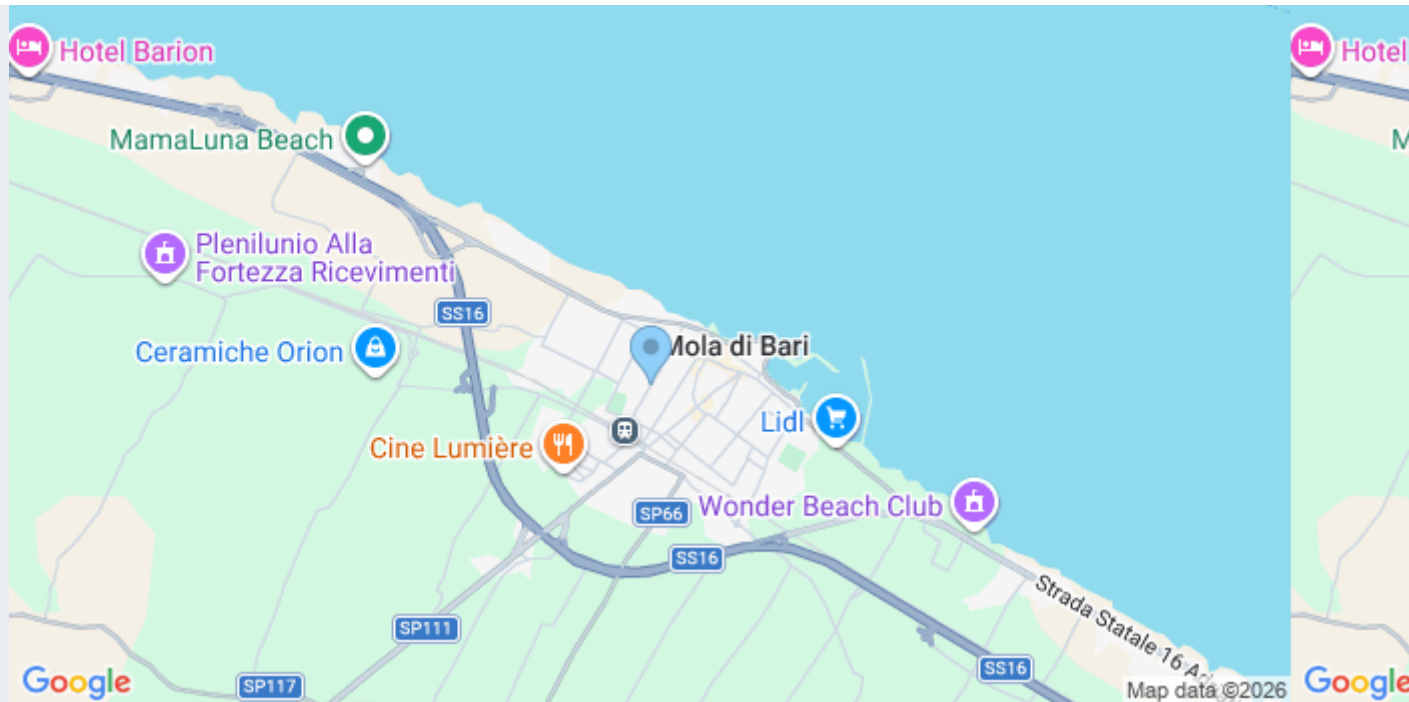 Hotel Barion
Hotel
MamaLuna Beach
M
Plenilunio Alla
Fortezza Ricevimenti
SS16
Mola di Bari
Ceramiche Orion
Lidl
Cine Lumière
Wonder Beach Club
SP66
SS16
Strada Statale 16 Ad
SP111
SS16
Google
SP117
Map data ©2026
Google